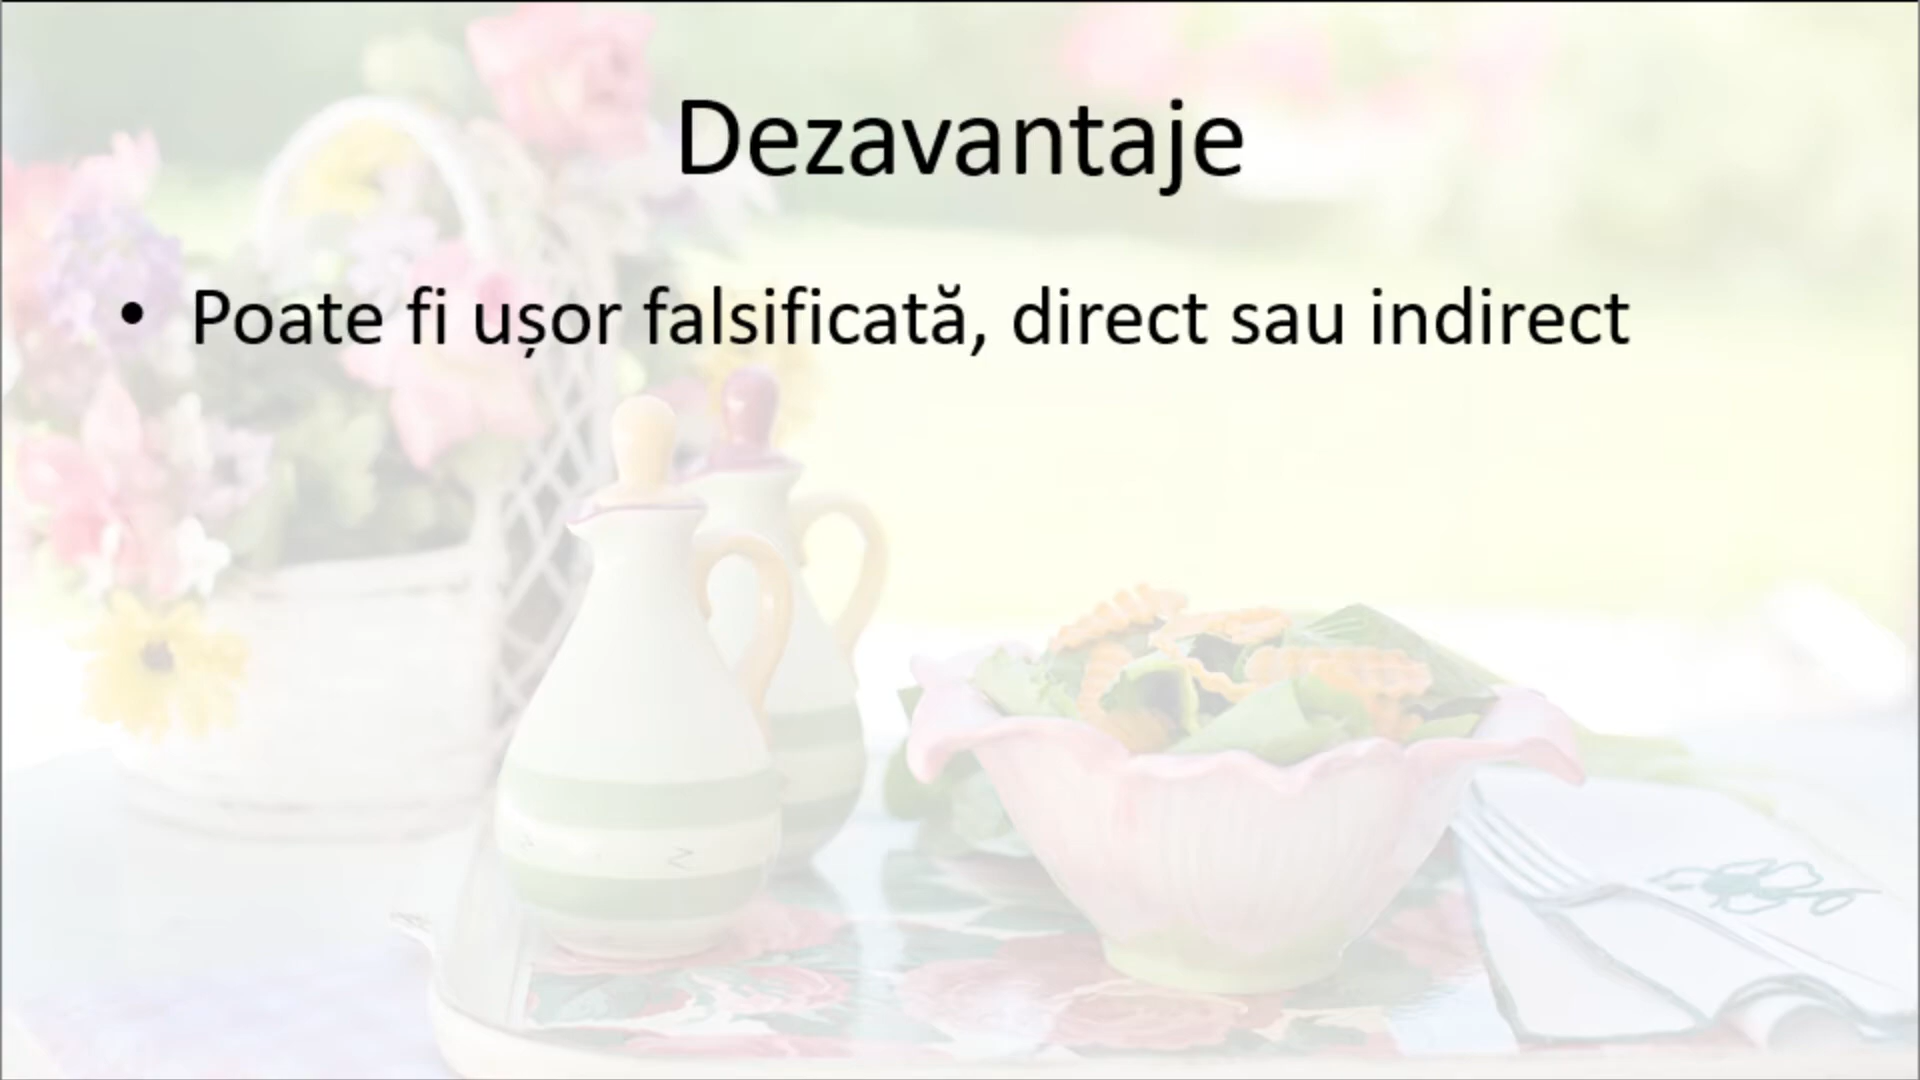 Dezavantaje
• Poate fi ușor falsificată, direct sau indirect